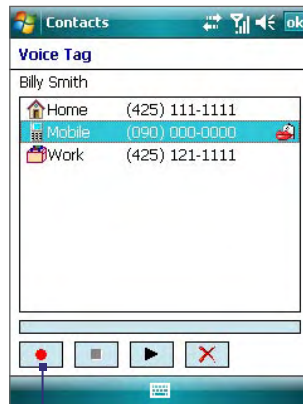 Contacts ok
Voice Tag
Billy Smith
Home (425) 111-1111
Mobile (090) 000-0000
Work (425) 121-1111